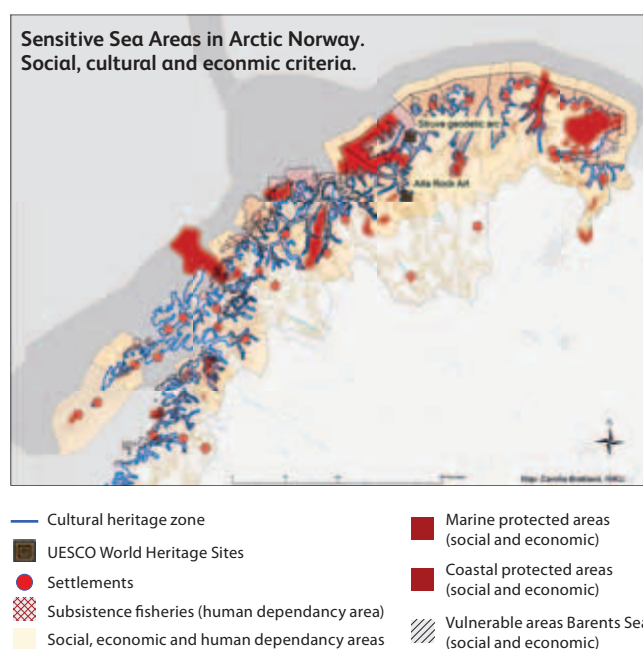 Sensitive Sea Areas in Arctic Norway.
Social, cultural and econmic criteria.
Struve geodetic arc
Alta Rock Art
Cultural heritage zone
UESCO World Heritage Sites
Settlements
Subsistence fisheries (human dependancy area)
Social, economic and human dependancy areas
Marine protected areas
(social and economic)
Coastal protected areas
(social and economic)
Vulnerable areas Barents Sea
(social and economic)